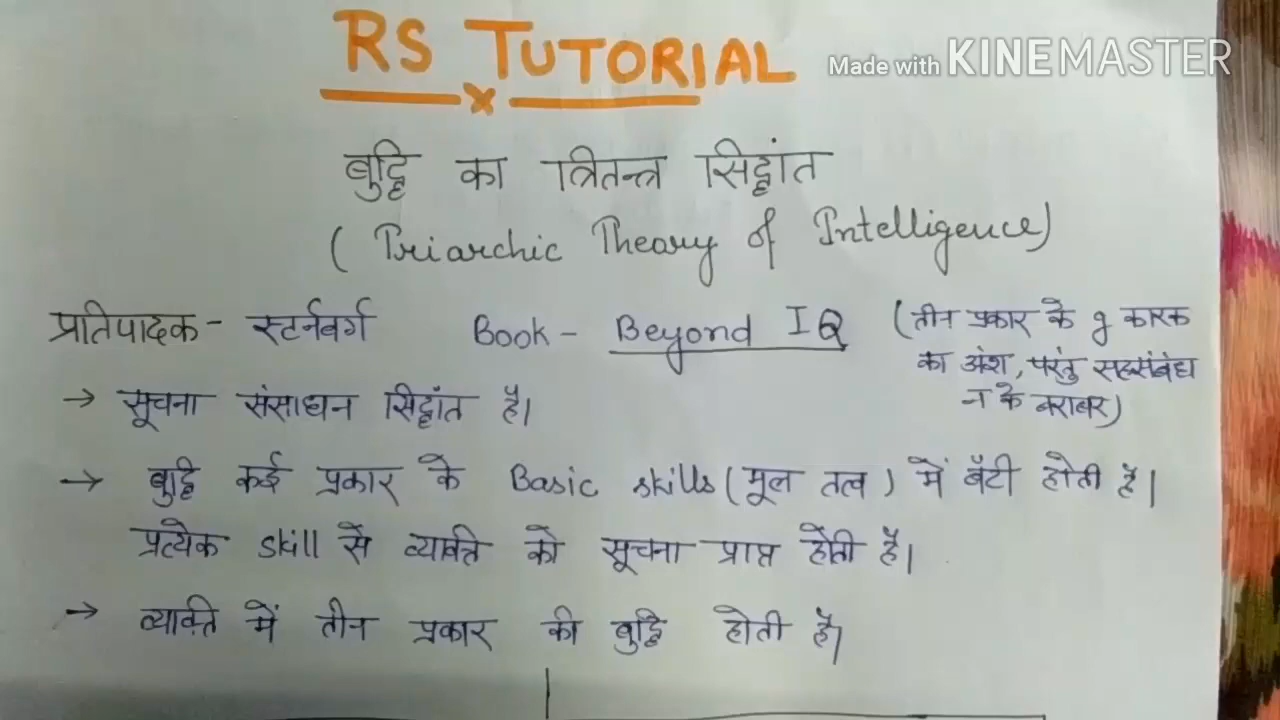 RS TUTORIAL
Made with KINEMASTER
बुद्धि का त्रितन्त्र सिद्धांत
( Triarchic Theory of Intelligence)
प्रतिपादक - स्टर्नबर्ग Book - Beyond IQ (तीन प्रकार के g कारक
का अंश, परंतु सहसंबंध
न के बराबर)
→ सूचना संसाधन सिद्धांत है।
→ बुद्धि कई प्रकार के Basic skills (मूल तत्व) में बँटी होती है।
प्रत्येक skill से व्यक्ति को सूचना प्राप्त होती है।
→ व्यक्ति में तीन प्रकार की बुद्धि होती है।